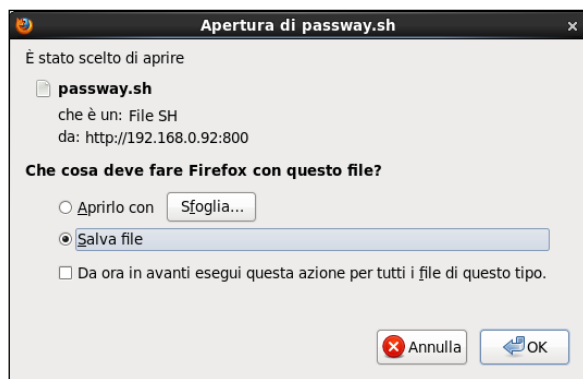 Apertura di passway.sh
È stato scelto di aprire
passway.sh
che è un: File SH
da: http://192.168.0.92:800
Che cosa deve fare Firefox con questo file?
Aprirlo con Sfoglia...
Salva file
Da ora in avanti esegui questa azione per tutti i file di questo tipo.
Annulla OK